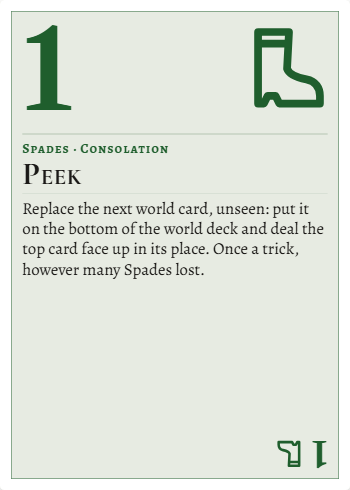 1
Spades · Consolation
Peek
Replace the next world card, unseen: put it
on the bottom of the world deck and deal the
top card face up in its place. Once a trick,
however many Spades lost.
1